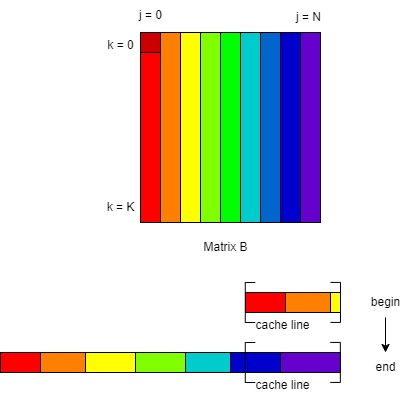 j = 0
j = N
k = 0
k = K
Matrix B
begin
cache line
end
cache line